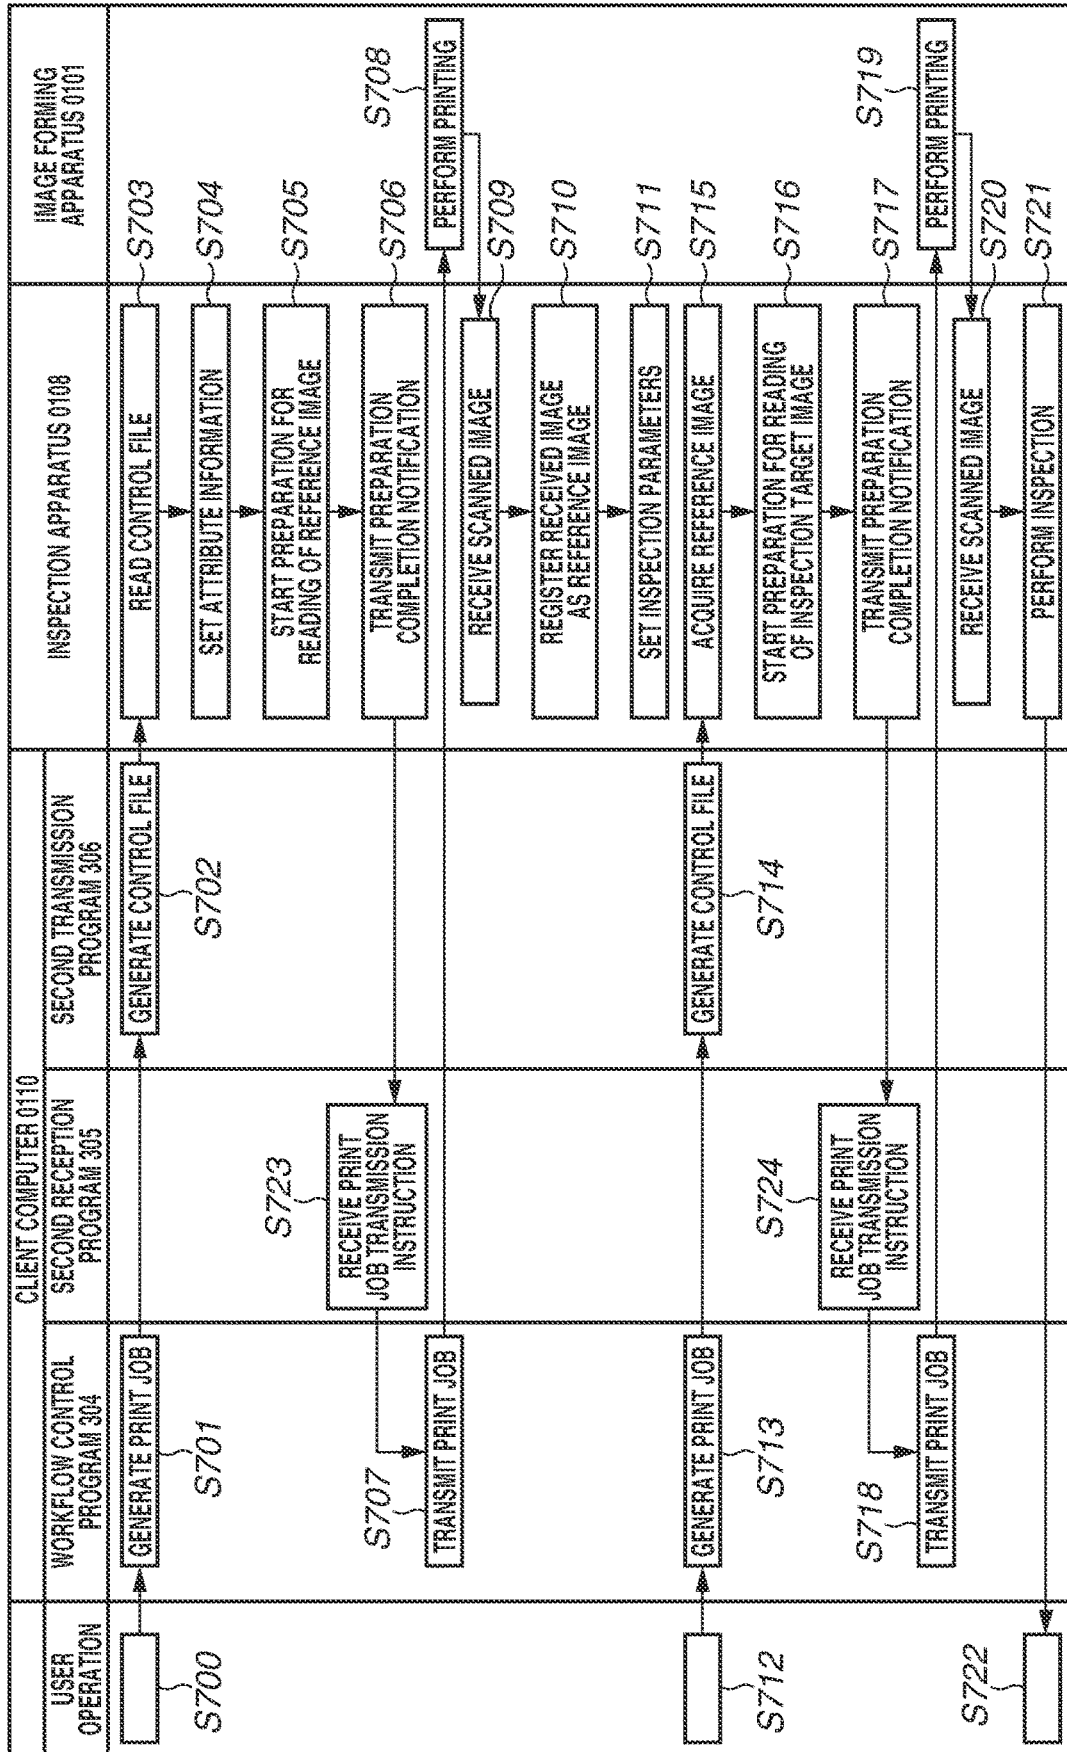 CLIENT COMPUTER 0110
USER
OPERATION
WORKFLOW CONTROL
PROGRAM 304
SECOND RECEPTION
PROGRAM 305
SECOND TRANSMISSION
PROGRAM 306
INSPECTION APPARATUS 0108
IMAGE FORMING
APPARATUS 0101
S700
GENERATE PRINT JOB
S701
GENERATE CONTROL FILE
S702
READ CONTROL FILE
S703
SET ATTRIBUTE INFORMATION
S704
START PREPARATION FOR
READING OF REFERENCE IMAGE
S705
TRANSMIT PREPARATION
COMPLETION NOTIFICATION
S706
S723
RECEIVE PRINT
JOB TRANSMISSION
INSTRUCTION
S707
TRANSMIT PRINT JOB
S708
PERFORM PRINTING
RECEIVE SCANNED IMAGE
S709
REGISTER RECEIVED IMAGE
AS REFERENCE IMAGE
S710
SET INSPECTION PARAMETERS
S711
S712
GENERATE PRINT JOB
S713
GENERATE CONTROL FILE
S714
ACQUIRE REFERENCE IMAGE
S715
START PREPARATION FOR READING
OF INSPECTION TARGET IMAGE
S716
TRANSMIT PREPARATION
COMPLETION NOTIFICATION
S717
S724
RECEIVE PRINT
JOB TRANSMISSION
INSTRUCTION
S718
TRANSMIT PRINT JOB
S719
PERFORM PRINTING
RECEIVE SCANNED IMAGE
S720
PERFORM INSPECTION
S721
S722